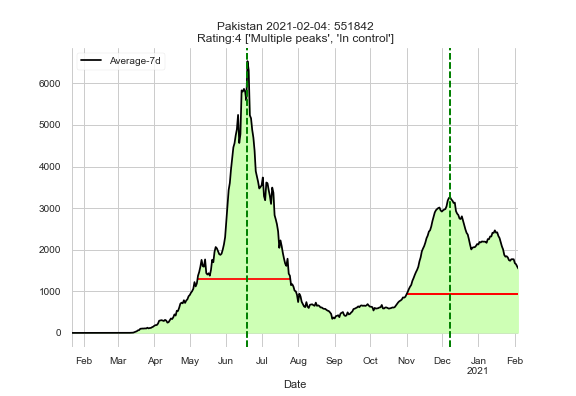 Pakistan 2021-02-04: 551842
Rating:4 ['Multiple peaks', 'In control']
Average-7d
6000
5000
4000
3000
2000
1000
0
Feb Mar Apr May Jun Jul Aug Sep Oct Nov Dec Jan Feb
2021
Date